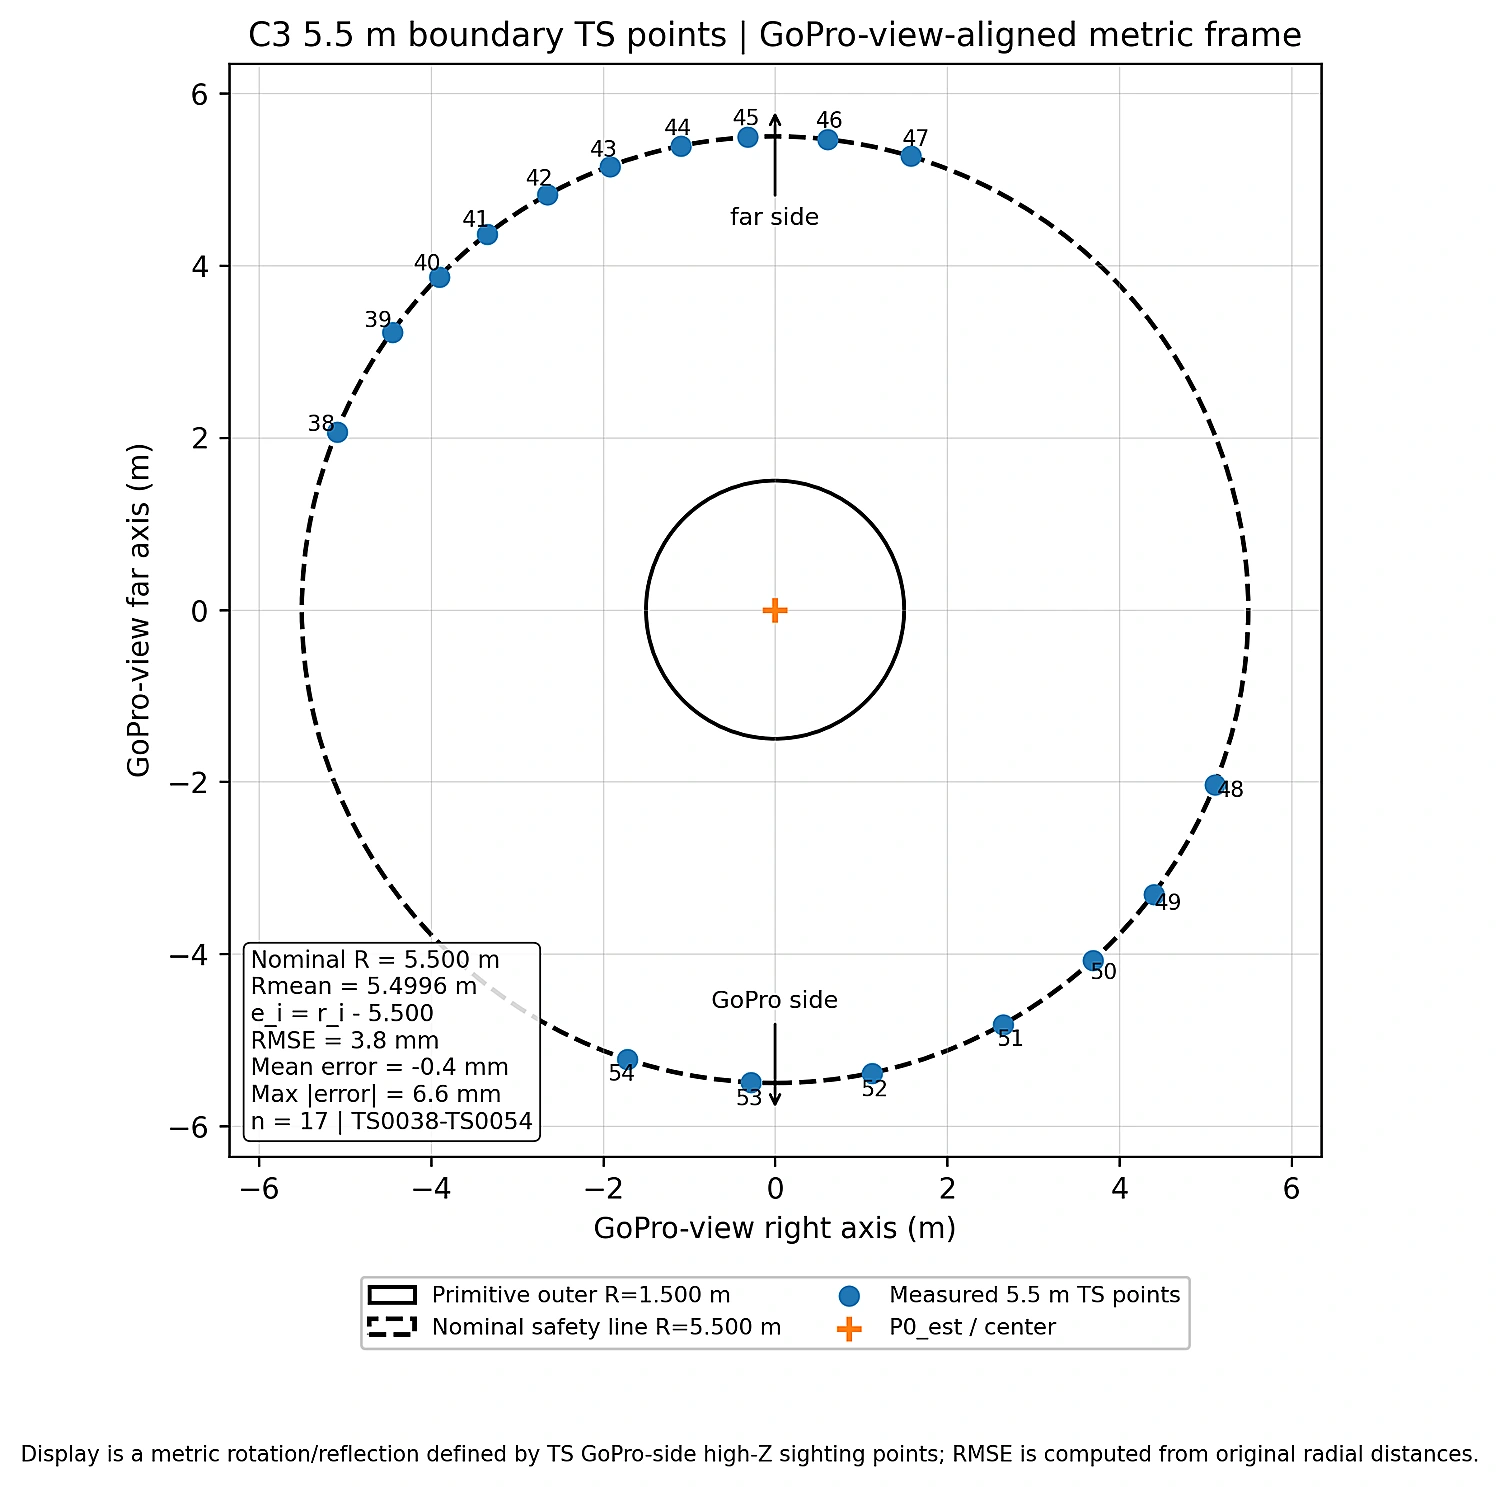 C3 5.5 m boundary TS points | GoPro-view-aligned metric frame
6
4
2
0
−2
−4
−6
GoPro-view far axis (m)
45
46
44
47
43
42
41
40
39
38
far side
48
49
50
51
52
53
54
GoPro side
Nominal R = 5.500 m
Rmean = 5.4996 m
e_i = r_i - 5.500
RMSE = 3.8 mm
Mean error = -0.4 mm
Max |error| = 6.6 mm
n = 17 | TS0038-TS0054
−6 −4 −2 0 2 4 6
GoPro-view right axis (m)
Primitive outer R=1.500 m
Nominal safety line R=5.500 m
Measured 5.5 m TS points
P0_est / center
Display is a metric rotation/reflection defined by TS GoPro-side high-Z sighting points; RMSE is computed from original radial distances.